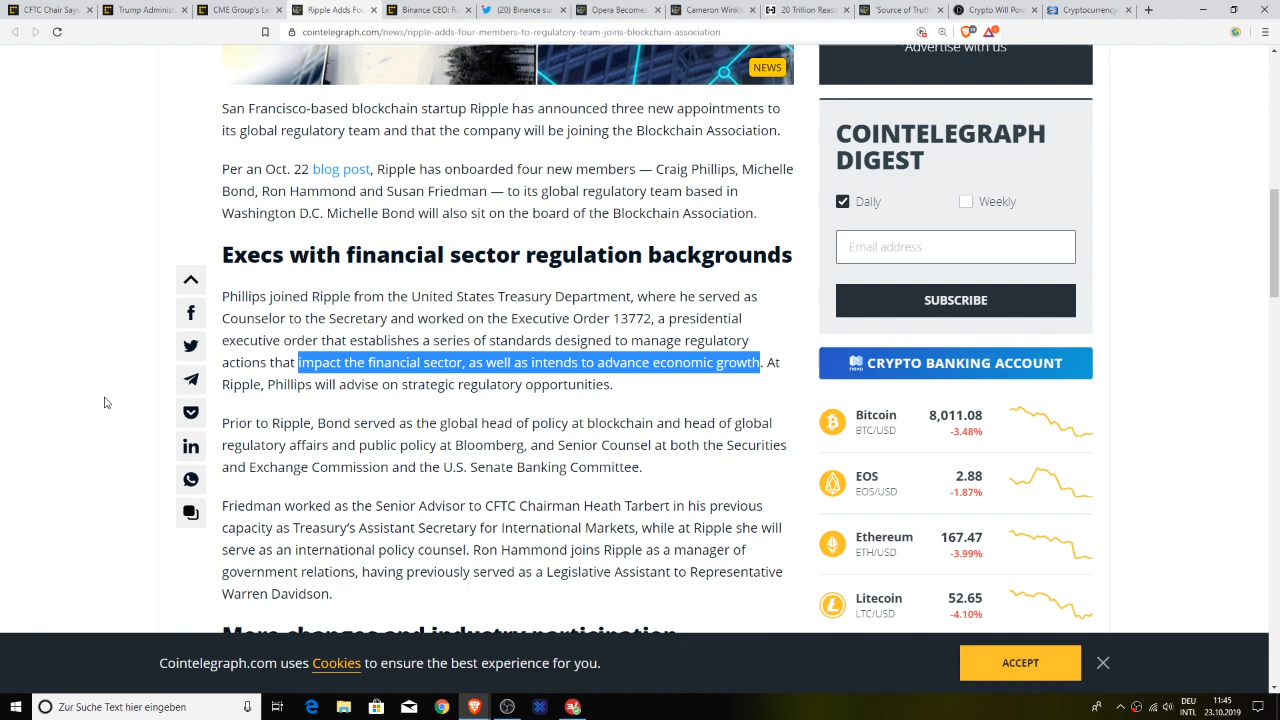 CFTC Chair Says
Trump Administ
CME Group's Le
Ripple Adds Fou
Binance CEO: Ru
(20) Binance sun
Opera Becomes
Cameron Winkle
20 Trillion Reas
'Source of Truth
Crypto Will Pow
Cryptocurrency
cointelegraph.com/news/ripple-adds-four-members-to-regulatory-team-joins-blockchain-association
NEWS
San Francisco-based blockchain startup Ripple has announced three new appointments to
its global regulatory team and that the company will be joining the Blockchain Association.
Per an Oct. 22 blog post, Ripple has onboarded four new members — Craig Phillips, Michelle
Bond, Ron Hammond and Susan Friedman — to its global regulatory team based in
Washington D.C. Michelle Bond will also sit on the board of the Blockchain Association.
Execs with financial sector regulation backgrounds
Phillips joined Ripple from the United States Treasury Department, where he served as
Counselor to the Secretary and worked on the Executive Order 13772, a presidential
executive order that establishes a series of standards designed to manage regulatory
actions that impact the financial sector, as well as intends to advance economic growth. At
Ripple, Phillips will advise on strategic regulatory opportunities.
Prior to Ripple, Bond served as the global head of policy at blockchain and head of global
regulatory affairs and public policy at Bloomberg, and Senior Counsel at both the Securities
and Exchange Commission and the U.S. Senate Banking Committee.
Friedman worked as the Senior Advisor to CFTC Chairman Heath Tarbert in his previous
capacity as Treasury's Assistant Secretary for International Markets, while at Ripple she will
serve as an international policy counsel. Ron Hammond joins Ripple as a manager of
government relations, having previously served as a Legislative Assistant to Representative
Warren Davidson.
More changes and industry participation
Advertise with us
COINTELEGRAPH
DIGEST
Daily
Weekly
Email address
SUBSCRIBE
nexo CRYPTO BANKING ACCOUNT
Bitcoin 8,011.08
BTC/USD -3.48%
EOS 2.88
EOS/USD -1.87%
Ethereum 167.47
ETH/USD -3.99%
Litecoin 52.65
LTC/USD -4.10%
Cointelegraph.com uses Cookies to ensure the best experience for you.
ACCEPT
Zur Suche Text hier eingeben
DEU
INTL
11:45
23.10.2019